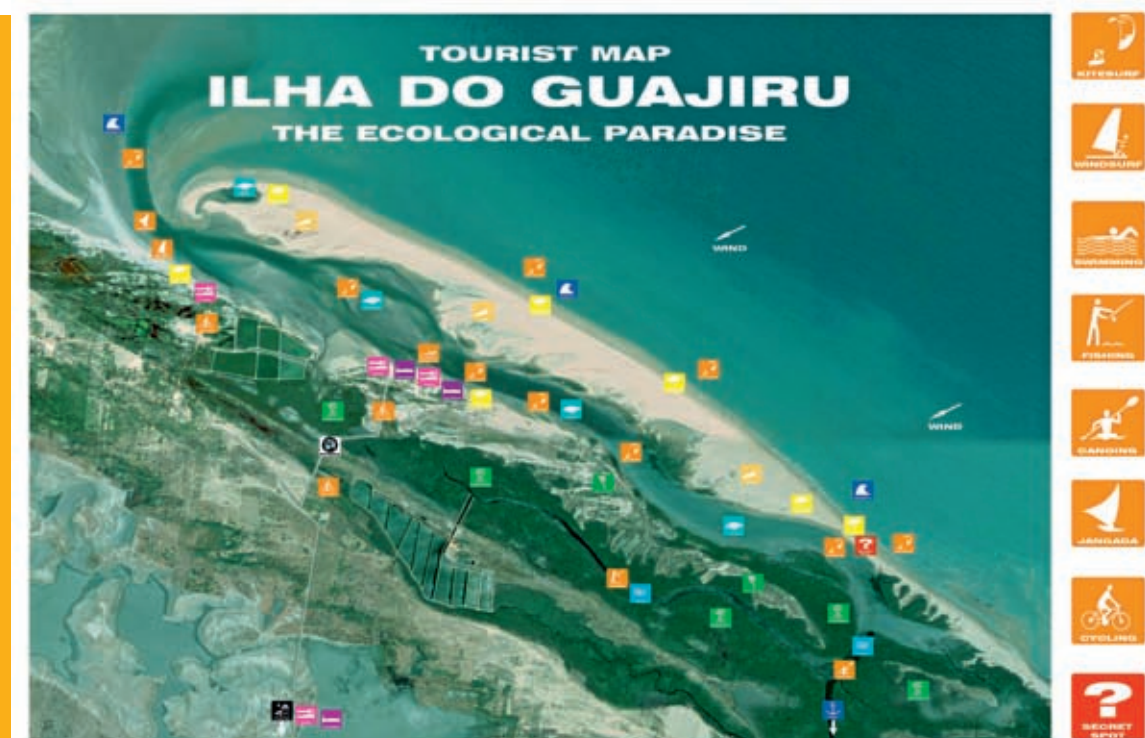 TOURIST MAP
ILHA DO GUAJIRU
THE ECOLOGICAL PARADISE
WIND
WIND
KITESURF
WINDSURF
SWIMMING
FISHING
CANOING
JANGADA
CYCLING
?
SECRET
SPOT
?